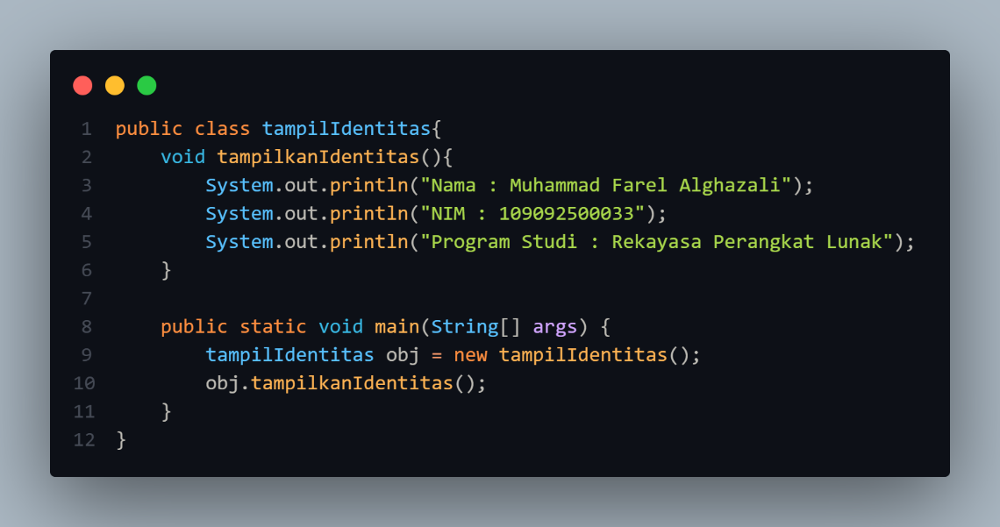 1 public class tampilIdentitas{
2     void tampilkanIdentitas(){
3         System.out.println("Nama : Muhammad Farel Alghazali");
4         System.out.println("NIM : 109092500033");
5         System.out.println("Program Studi : Rekayasa Perangkat Lunak");
6     }
7
8     public static void main(String[] args) {
9         tampilIdentitas obj = new tampilIdentitas();
10         obj.tampilkanIdentitas();
11     }
12 }